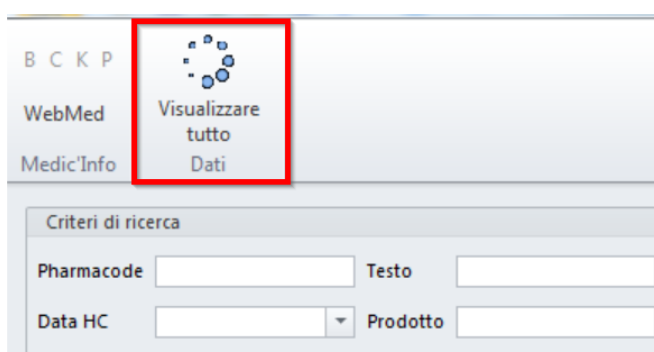 B C K P
WebMed
Medic'Info
Visualizzare
tutto
Dati
Criteri di ricerca
Pharmacode
Testo
Data HC
Prodotto